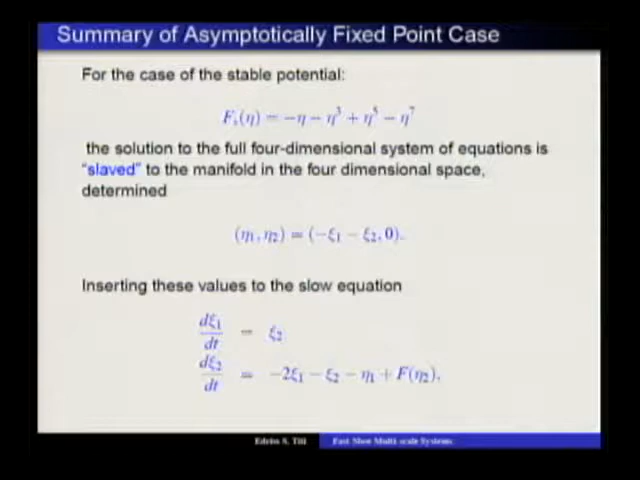 Summary of Asymptotically Fixed Point Case
For the case of the stable potential:
Fₛ(η) = −η − η³ + η⁵ − η⁷
the solution to the full four-dimensional system of equations is
"slaved" to the manifold in the four dimensional space,
determined
(η₁, η₂) = (−ξ₁ − ξ₂, 0).
Inserting these values to the slow equation
dξ₁/dt = ξ₂
dξ₂/dt = −2ξ₁ − ξ₂ − η₁ + F(η₂),
Edriss S. Titi Fast Slow Multi-scale Systems